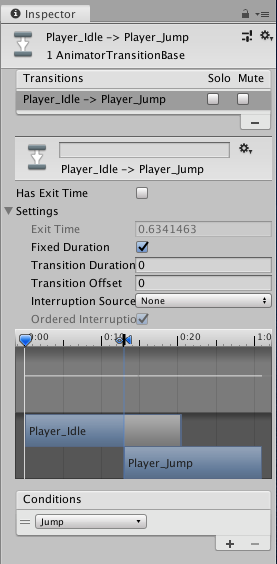 Inspector
Player_Idle -> Player_Jump
1 AnimatorTransitionBase
Transitions Solo Mute
Player_Idle -> Player_Jump
Player_Idle -> Player_Jump
Has Exit Time
Settings
Exit Time 0.6341463
Fixed Duration
Transition Duration 0
Transition Offset 0
Interruption Source None
Ordered Interruptio
0:00 0:10 0:20 1:0
Player_Idle
Player_Jump
Conditions
Jump